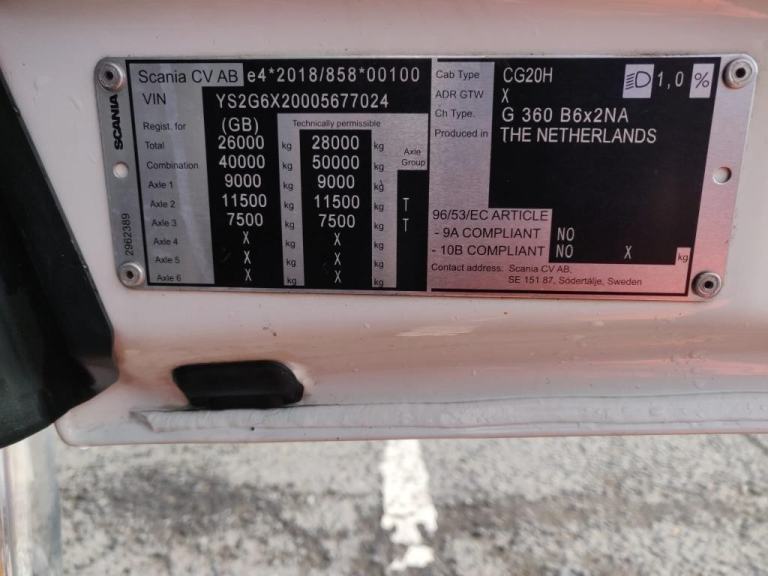 Scania CV AB e4*2018/858*00100
VIN YS2G6X20005677024
Regist. for (GB) Technically permissible
Total 26000 kg 28000 kg Axle Group
Combination 40000 kg 50000 kg
Axle 1 9000 kg 9000 kg
Axle 2 11500 kg 11500 kg T
Axle 3 7500 kg 7500 kg T
Axle 4 X kg X kg
Axle 5 X kg X kg
Axle 6 X kg X kg
SCANIA
2962389
Cab Type CG20H 1,0 %
ADR GTW X
Ch Type. G 360 B6x2NA
Produced in THE NETHERLANDS
96/53/EC ARTICLE
- 9A COMPLIANT NO
- 10B COMPLIANT NO X kg
Contact address: Scania CV AB,
SE 151 87, Södertälje, Sweden